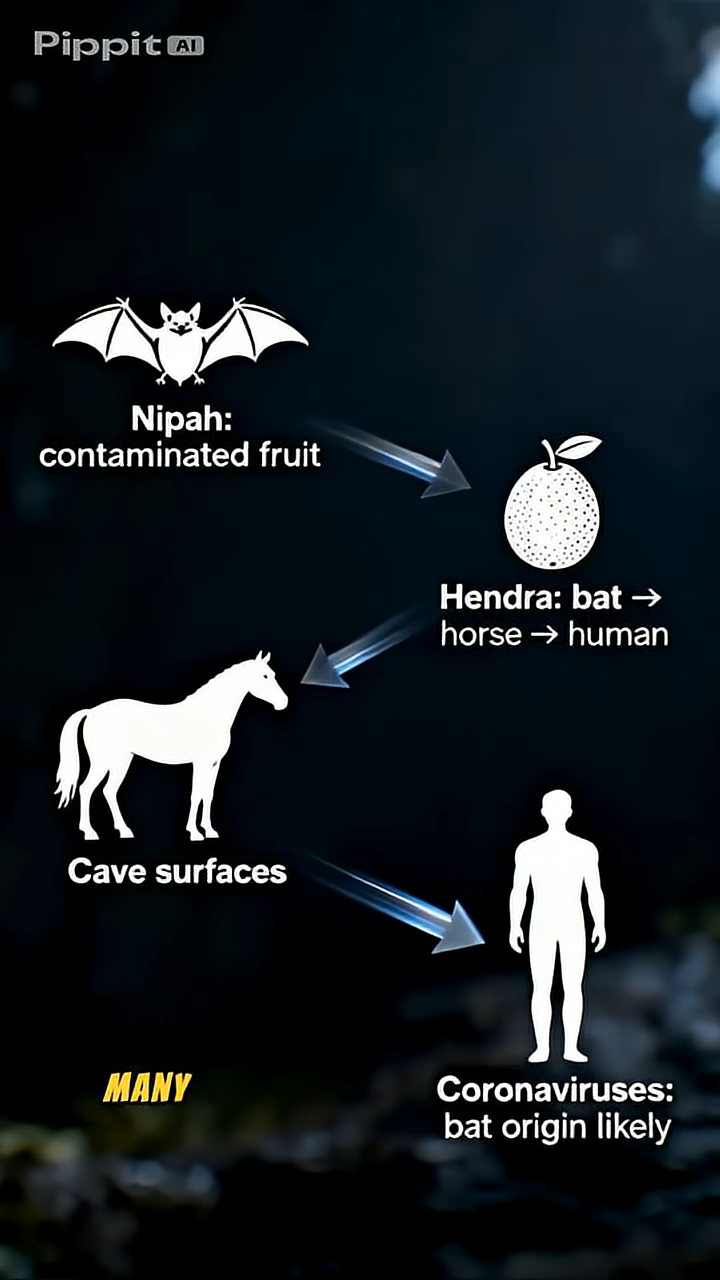 Pippit AI
Nipah:
contaminated fruit
Hendra: bat →
horse → human
Cave surfaces
MANY
Coronaviruses:
bat origin likely